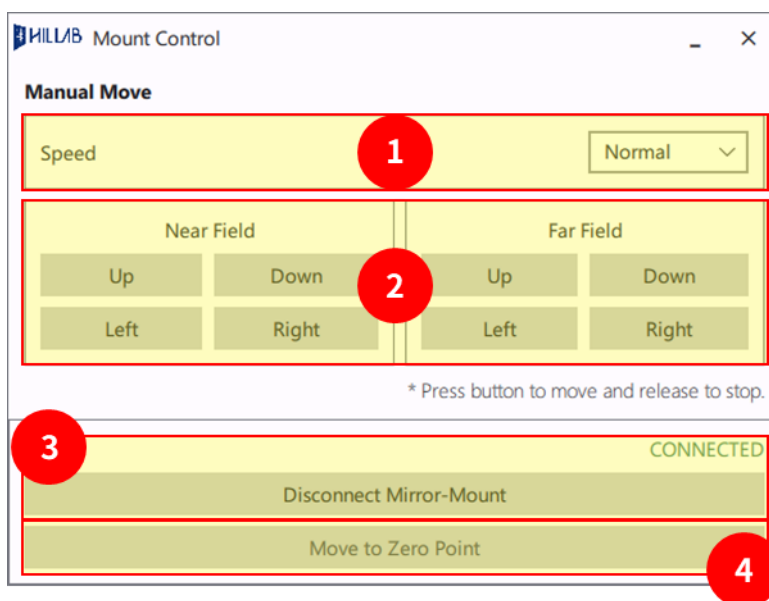 HILLAB Mount Control
Manual Move
Speed 1 Normal
Near Field Far Field
Up Down 2 Up Down
Left Right Left Right
* Press button to move and release to stop.
3
CONNECTED
Disconnect Mirror-Mount
Move to Zero Point
4